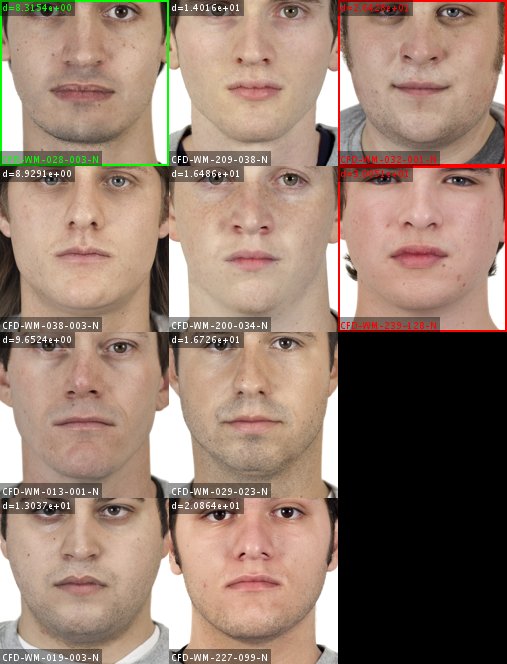 d=8.3154e+00
CFD-WM-028-003-N
d=8.9291e+00
CFD-WM-038-003-N
d=9.6524e+00
CFD-WM-013-001-N
d=1.3037e+01
CFD-WM-019-003-N
d=1.4016e+01
CFD-WM-209-038-N
d=1.6486e+01
CFD-WM-200-034-N
d=1.6726e+01
CFD-WM-029-023-N
d=2.0864e+01
CFD-WM-227-099-N
CFD-WM-032-001-N
CFD-WM-239-128-N